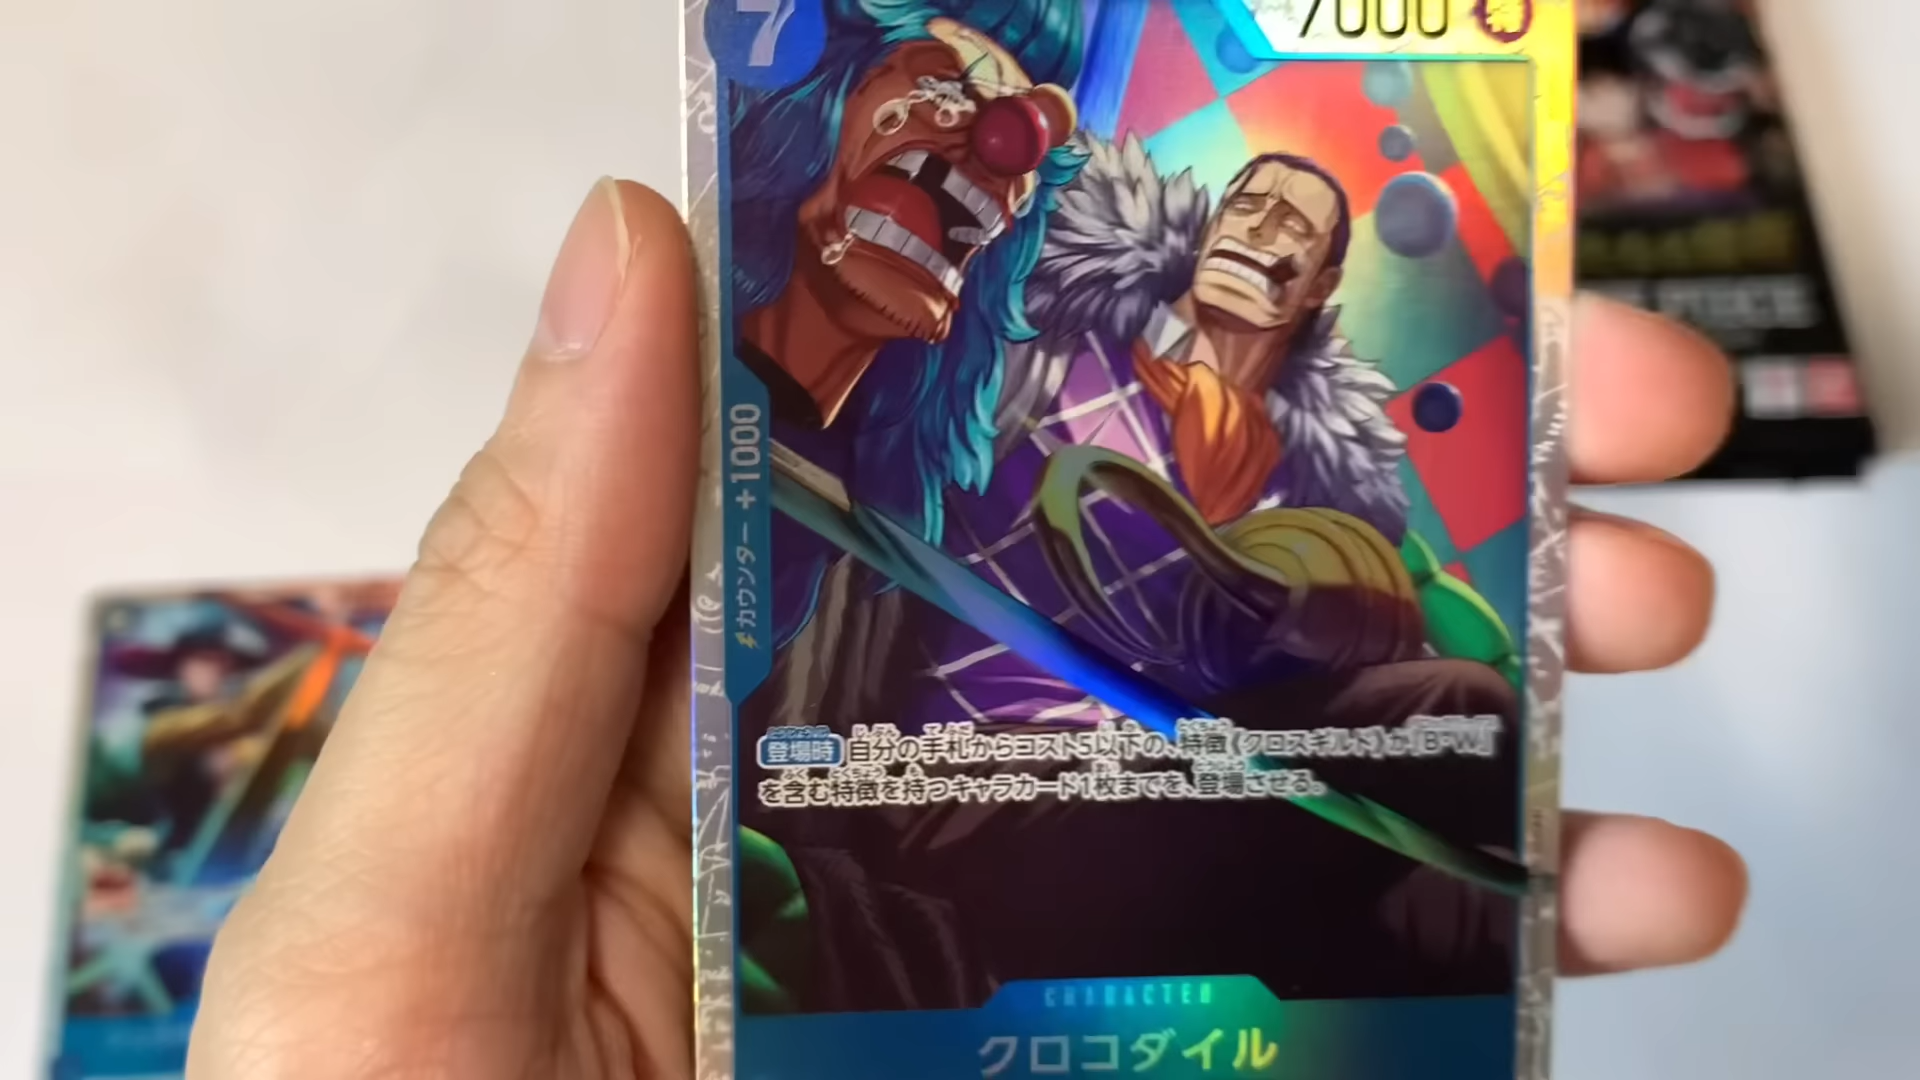 7
7000
特
カウンター +1000
登場時 自分の手札からコスト5以下の、特徴《クロスギルド》か『B・W』
を含む特徴を持つキャラカード1枚までを、登場させる。
CHARACTER
クロコダイル